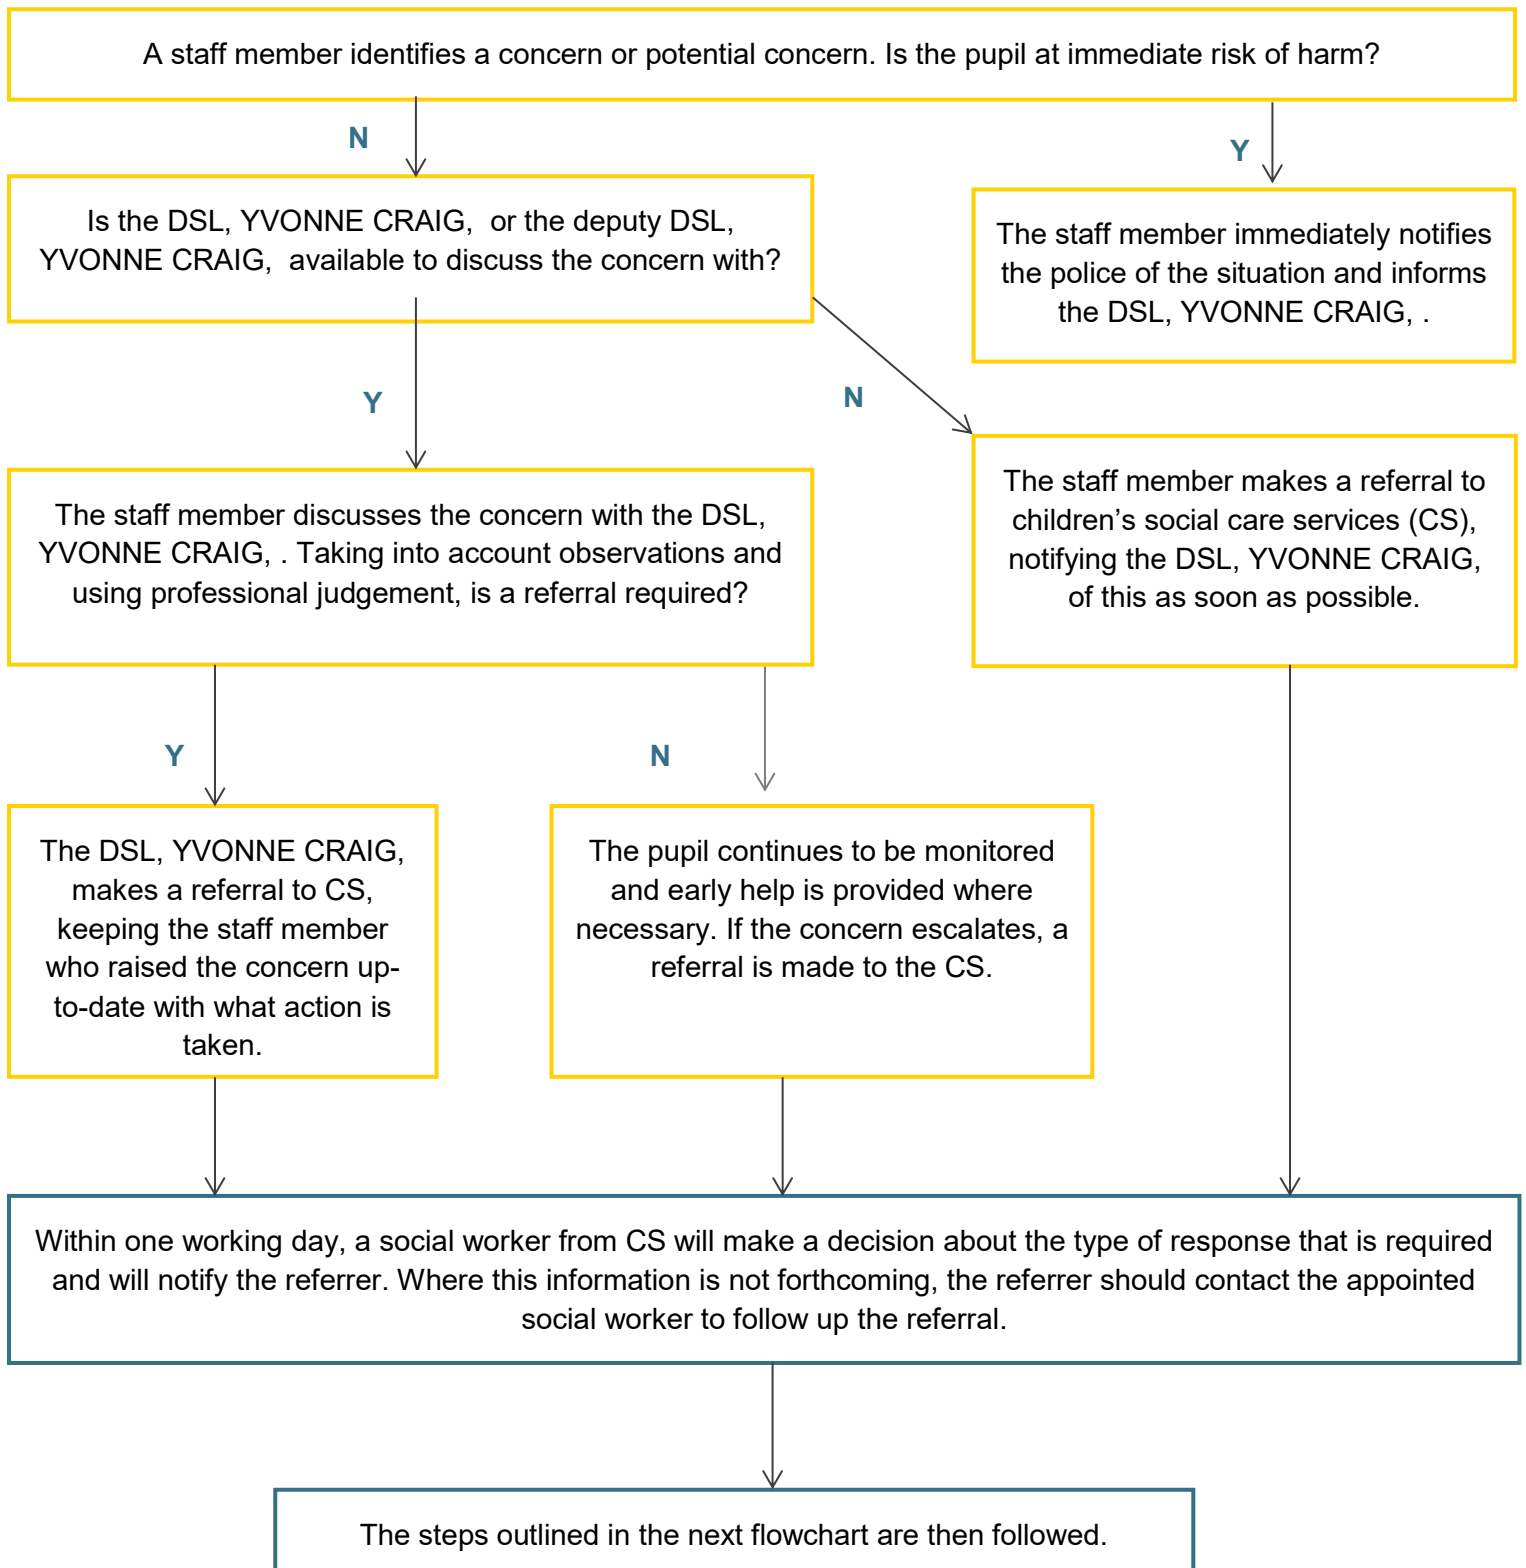 A staff member identifies a concern or potential concern. Is the pupil at immediate risk of harm?
N
Y
Is the DSL, YVONNE CRAIG,  or the deputy DSL,
YVONNE CRAIG,  available to discuss the concern with?
The staff member immediately notifies
the police of the situation and informs
the DSL, YVONNE CRAIG, .
Y
N
The staff member discusses the concern with the DSL,
YVONNE CRAIG, . Taking into account observations and
using professional judgement, is a referral required?
The staff member makes a referral to
children’s social care services (CS),
notifying the DSL, YVONNE CRAIG,
of this as soon as possible.
Y
N
The DSL, YVONNE CRAIG,
makes a referral to CS,
keeping the staff member
who raised the concern up-
to-date with what action is
taken.
The pupil continues to be monitored
and early help is provided where
necessary. If the concern escalates, a
referral is made to the CS.
Within one working day, a social worker from CS will make a decision about the type of response that is required
and will notify the referrer. Where this information is not forthcoming, the referrer should contact the appointed
social worker to follow up the referral.
The steps outlined in the next flowchart are then followed.